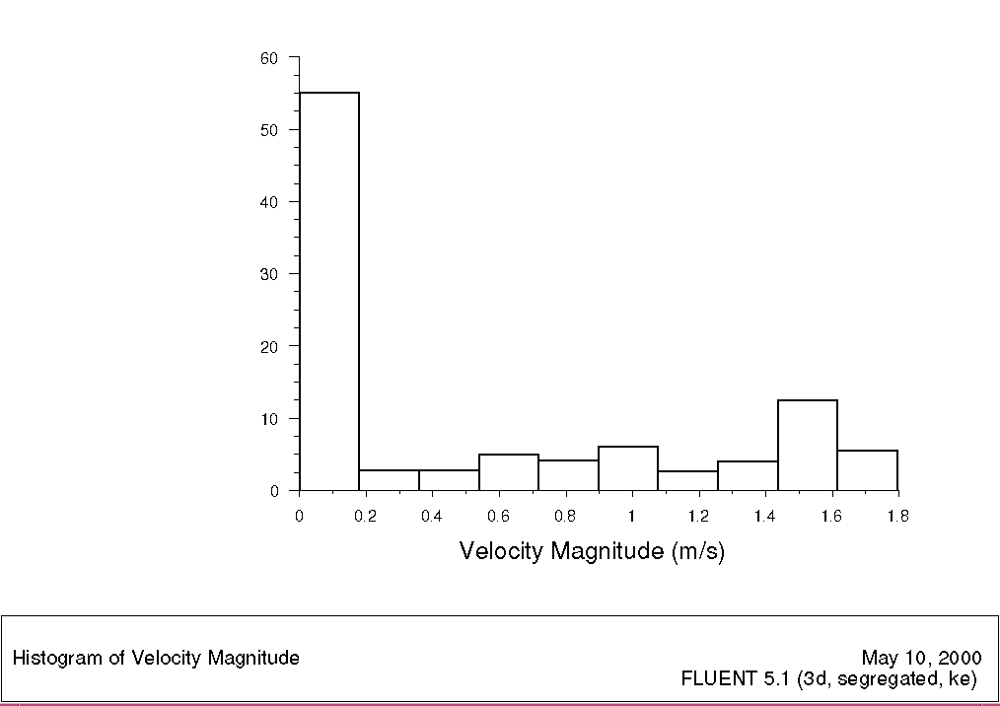 60
50
40
30
20
10
0
0 0.2 0.4 0.6 0.8 1 1.2 1.4 1.6 1.8
Velocity Magnitude (m/s)
Histogram of Velocity Magnitude
May 10, 2000
FLUENT 5.1 (3d, segregated, ke)